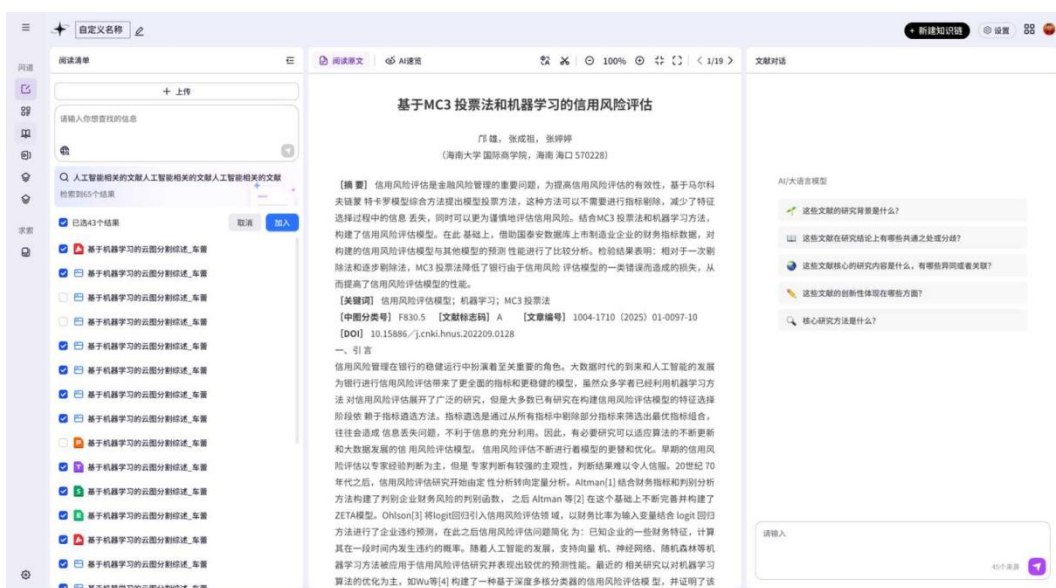 自定义名称
+ 新建知识链
设置
问道
求索
阅读清单
+ 上传
请输入你想查找的信息
人工智能相关的文献人工智能相关的文献人工智能相关的文献
检索到65个结果
已选43个结果
取消
加入
基于机器学习的云图分割综述_车蕾
基于机器学习的云图分割综述_车蕾
基于机器学习的云图分割综述_车蕾
基于机器学习的云图分割综述_车蕾
基于机器学习的云图分割综述_车蕾
基于机器学习的云图分割综述_车蕾
基于机器学习的云图分割综述_车蕾
基于机器学习的云图分割综述_车蕾
基于机器学习的云图分割综述_车蕾
基于机器学习的云图分割综述_车蕾
基于机器学习的云图分割综述_车蕾
基于机器学习的云图分割综述_车蕾
基于机器学习的云图分割综述_车蕾
基于机器学习的云图分割综述_车蕾
阅读原文
AI速览
100%
1/19
基于MC3 投票法和机器学习的信用风险评估
邝 雄， 张成祖， 张婷婷
（海南大学 国际商学院，海南 海口 570228）
[摘 要] 信用风险评估是金融风险管理的重要问题，为提高信用风险评估的有效性，基于马尔科
夫链蒙 特卡罗模型综合方法提出模型投票方法，这种方法可以不需要进行指标剔除，减少了特征
选择过程中的信息 丢失，同时可以更为谨慎地评估信用风险。结合MC3 投票法和机器学习方法，
构建了信用风险评估模型。在此 基础上，借助国泰安数据库上市制造业企业的财务指标数据，对
构建的信用风险评估模型与其他模型的预测 性能进行了比较分析。检验结果表明：相对于一次剔
除法和逐步剔除法，MC3 投票法降低了银行由于信用风险 评估模型的一类错误而造成的损失，从
而提高了信用风险评估模型的性能。
[关键词] 信用风险评估模型；机器学习；MC3 投票法
[中图分类号] F830.5 [文献标志码] A [文章编号] 1004-1710（2025）01-0097-10
[DOI] 10.15886／j.cnki.hnus.202209.0128
一、引 言
信用风险管理在银行的稳健运行中扮演着至关重要的角色。大数据时代的到来和人工智能的发展
为银行进行信用风险评估带来了更全面的指标和更稳健的模型，虽然众多学者已经利用机器学习方
法 对信用风险评估展开了广泛的研究，但是大多数已有研究在构建信用风险评估模型的特征选择
阶段依 赖于指标遴选方法。指标遴选是通过从所有指标中剔除部分指标来筛选出最优指标组合，
往往会造成 信息丢失问题，不利于信息的充分利用。因此，有必要研究可以适应算法的不断更新
和大数据发展的信 用风险评估模型。 信用风险评估不断进行着模型的更替和优化。早期的信用风
险评估以专家经验判断为主，但是 专家判断有较强的主观性，判断结果难以令人信服。20世纪 70
年代之后，信用风险评估研究开始由定 性分析转向定量分析。Altman[1] 结合财务指标和判别分析
方法构建了判别企业财务风险的判别函数， 之后 Altman 等[2] 在这个基础上不断完善并构建了
ZETA模型。Ohlson[3] 将logit回归引入信用风险评估领 域，以财务比率为输入变量结合 logit 回归
方法进行了企业违约预测，在此之后信用风险评估问题简化 为：已知企业的一些财务特征，计算
其在一段时间内发生违约的概率。随着人工智能的发展，支持向量 机、神经网络、随机森林等机
器学习方法被应用于信用风险评估研究并表现出较优的预测性能。最近的 相关研究以对机器学习
算法的优化为主，如Wu等[4] 构建了一种基于深度多核分类器的信用风险评估模 型，并证明了该
文献对话
AI/大语言模型
这些文献的研究背景是什么？
这些文献在研究结论上有哪些共通之处或分歧？
这些文献核心的研究内容是什么，有哪些异同或者关联？
这些文献的创新性体现在哪些方面？
核心研究方法是什么？
请输入